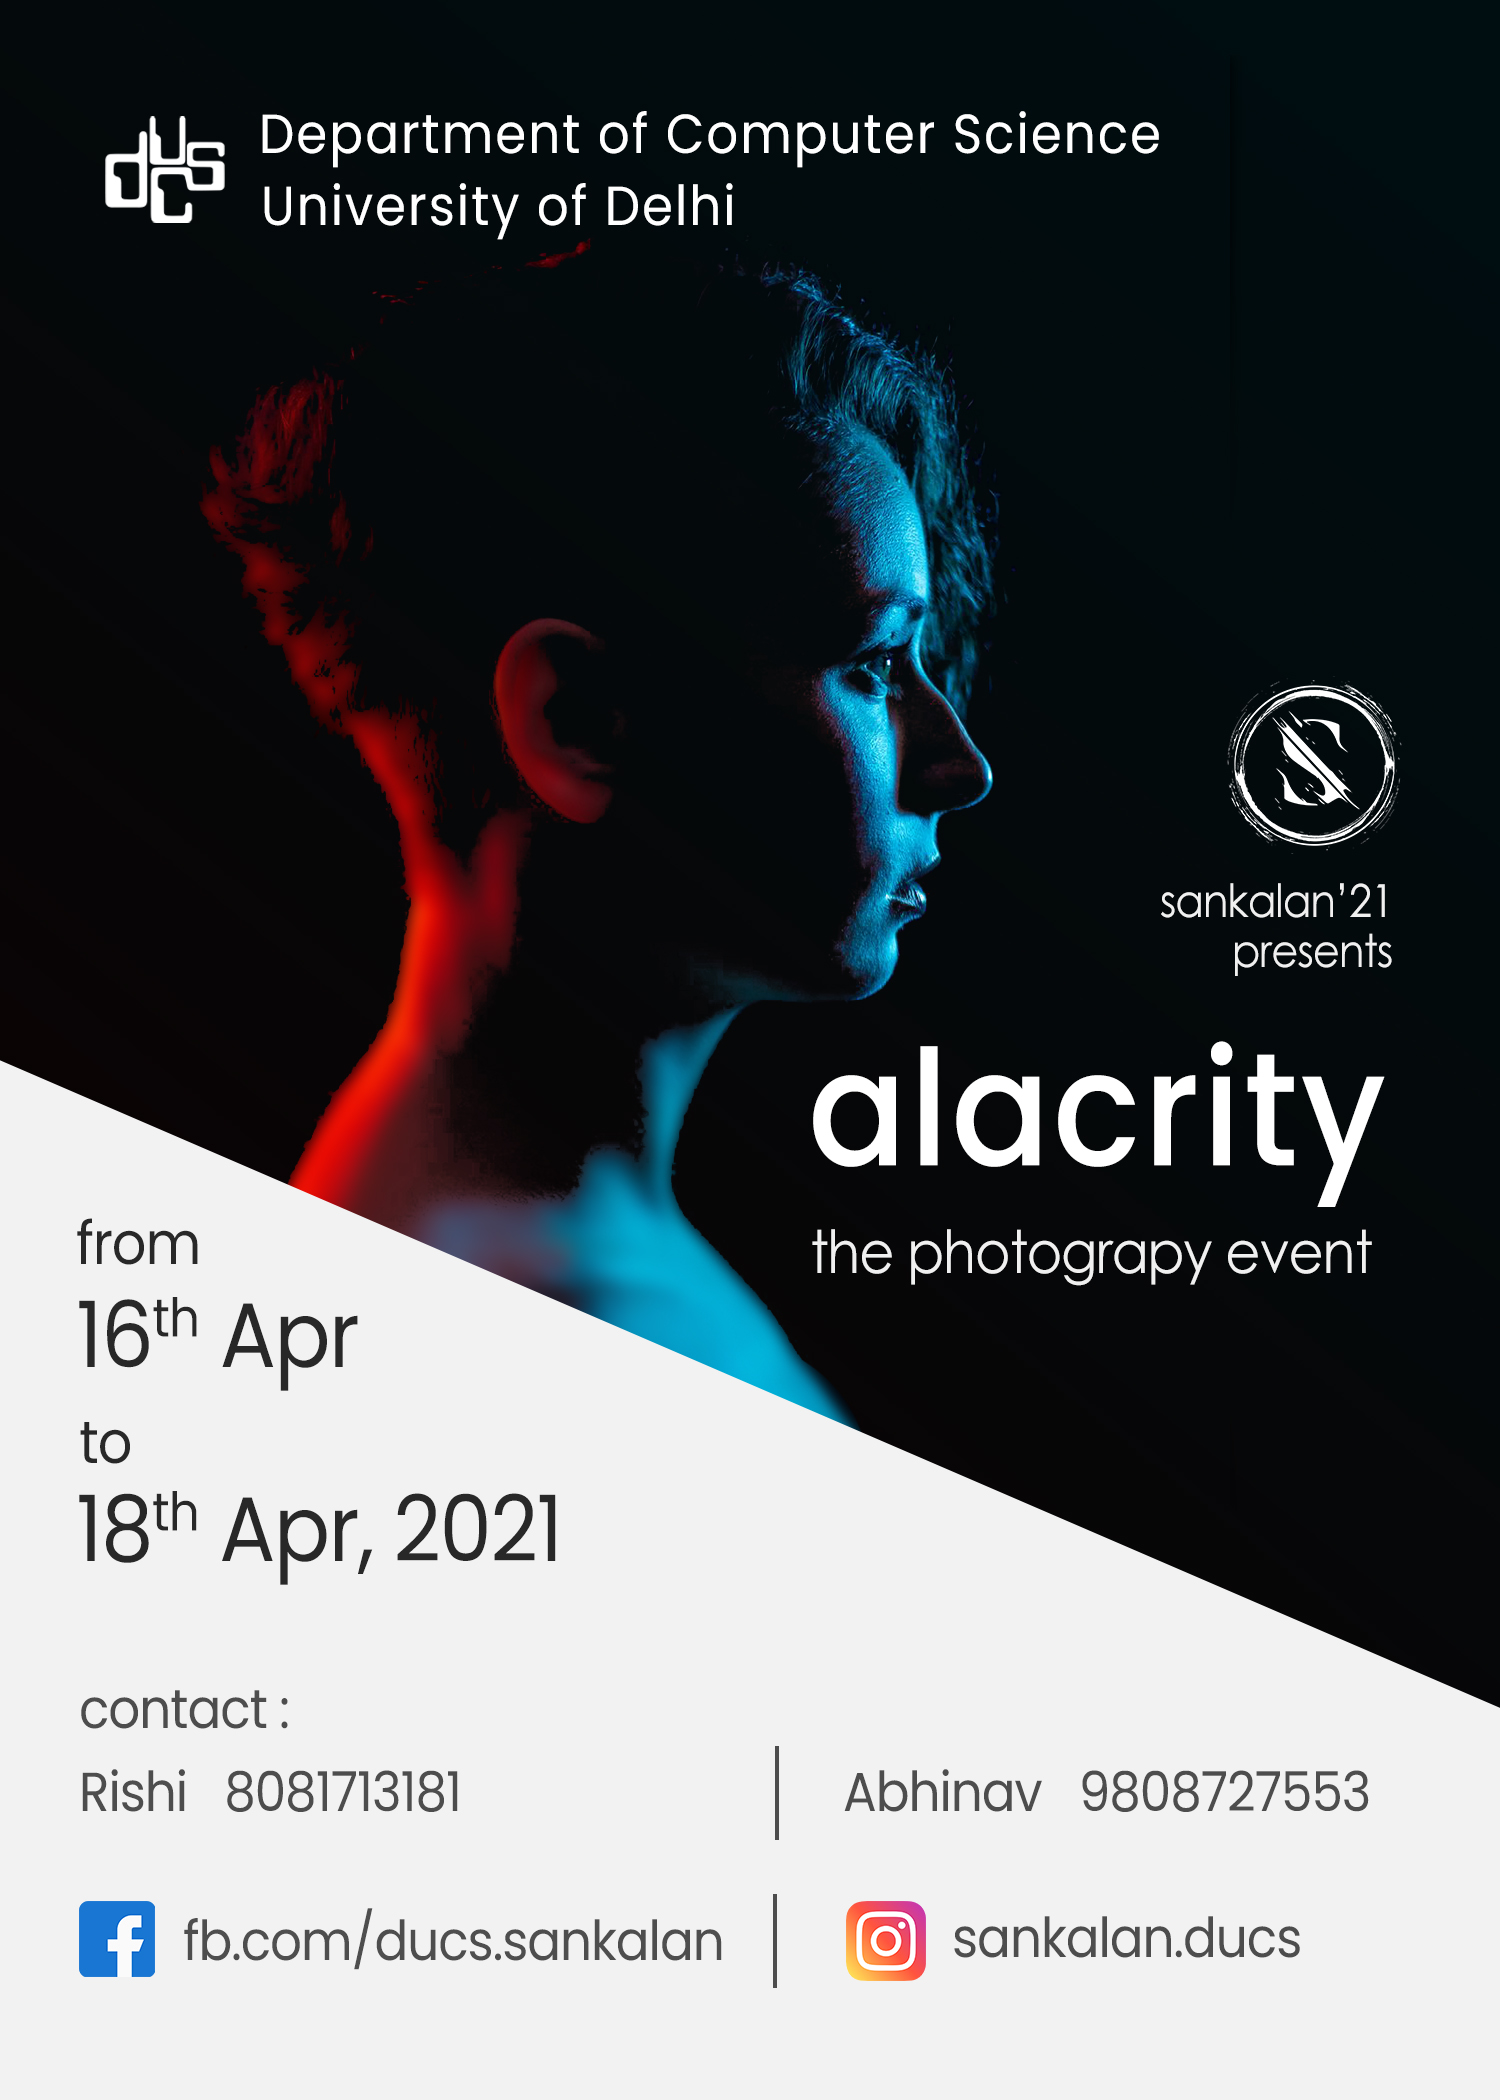 ducs
Department of Computer Science
University of Delhi
S
sankalan’21
presents
alacrity
the photograpy event
from
16th Apr
to
18th Apr, 2021
contact :
Rishi 8081713181
Abhinav 9808727553
fb.com/ducs.sankalan
sankalan.ducs